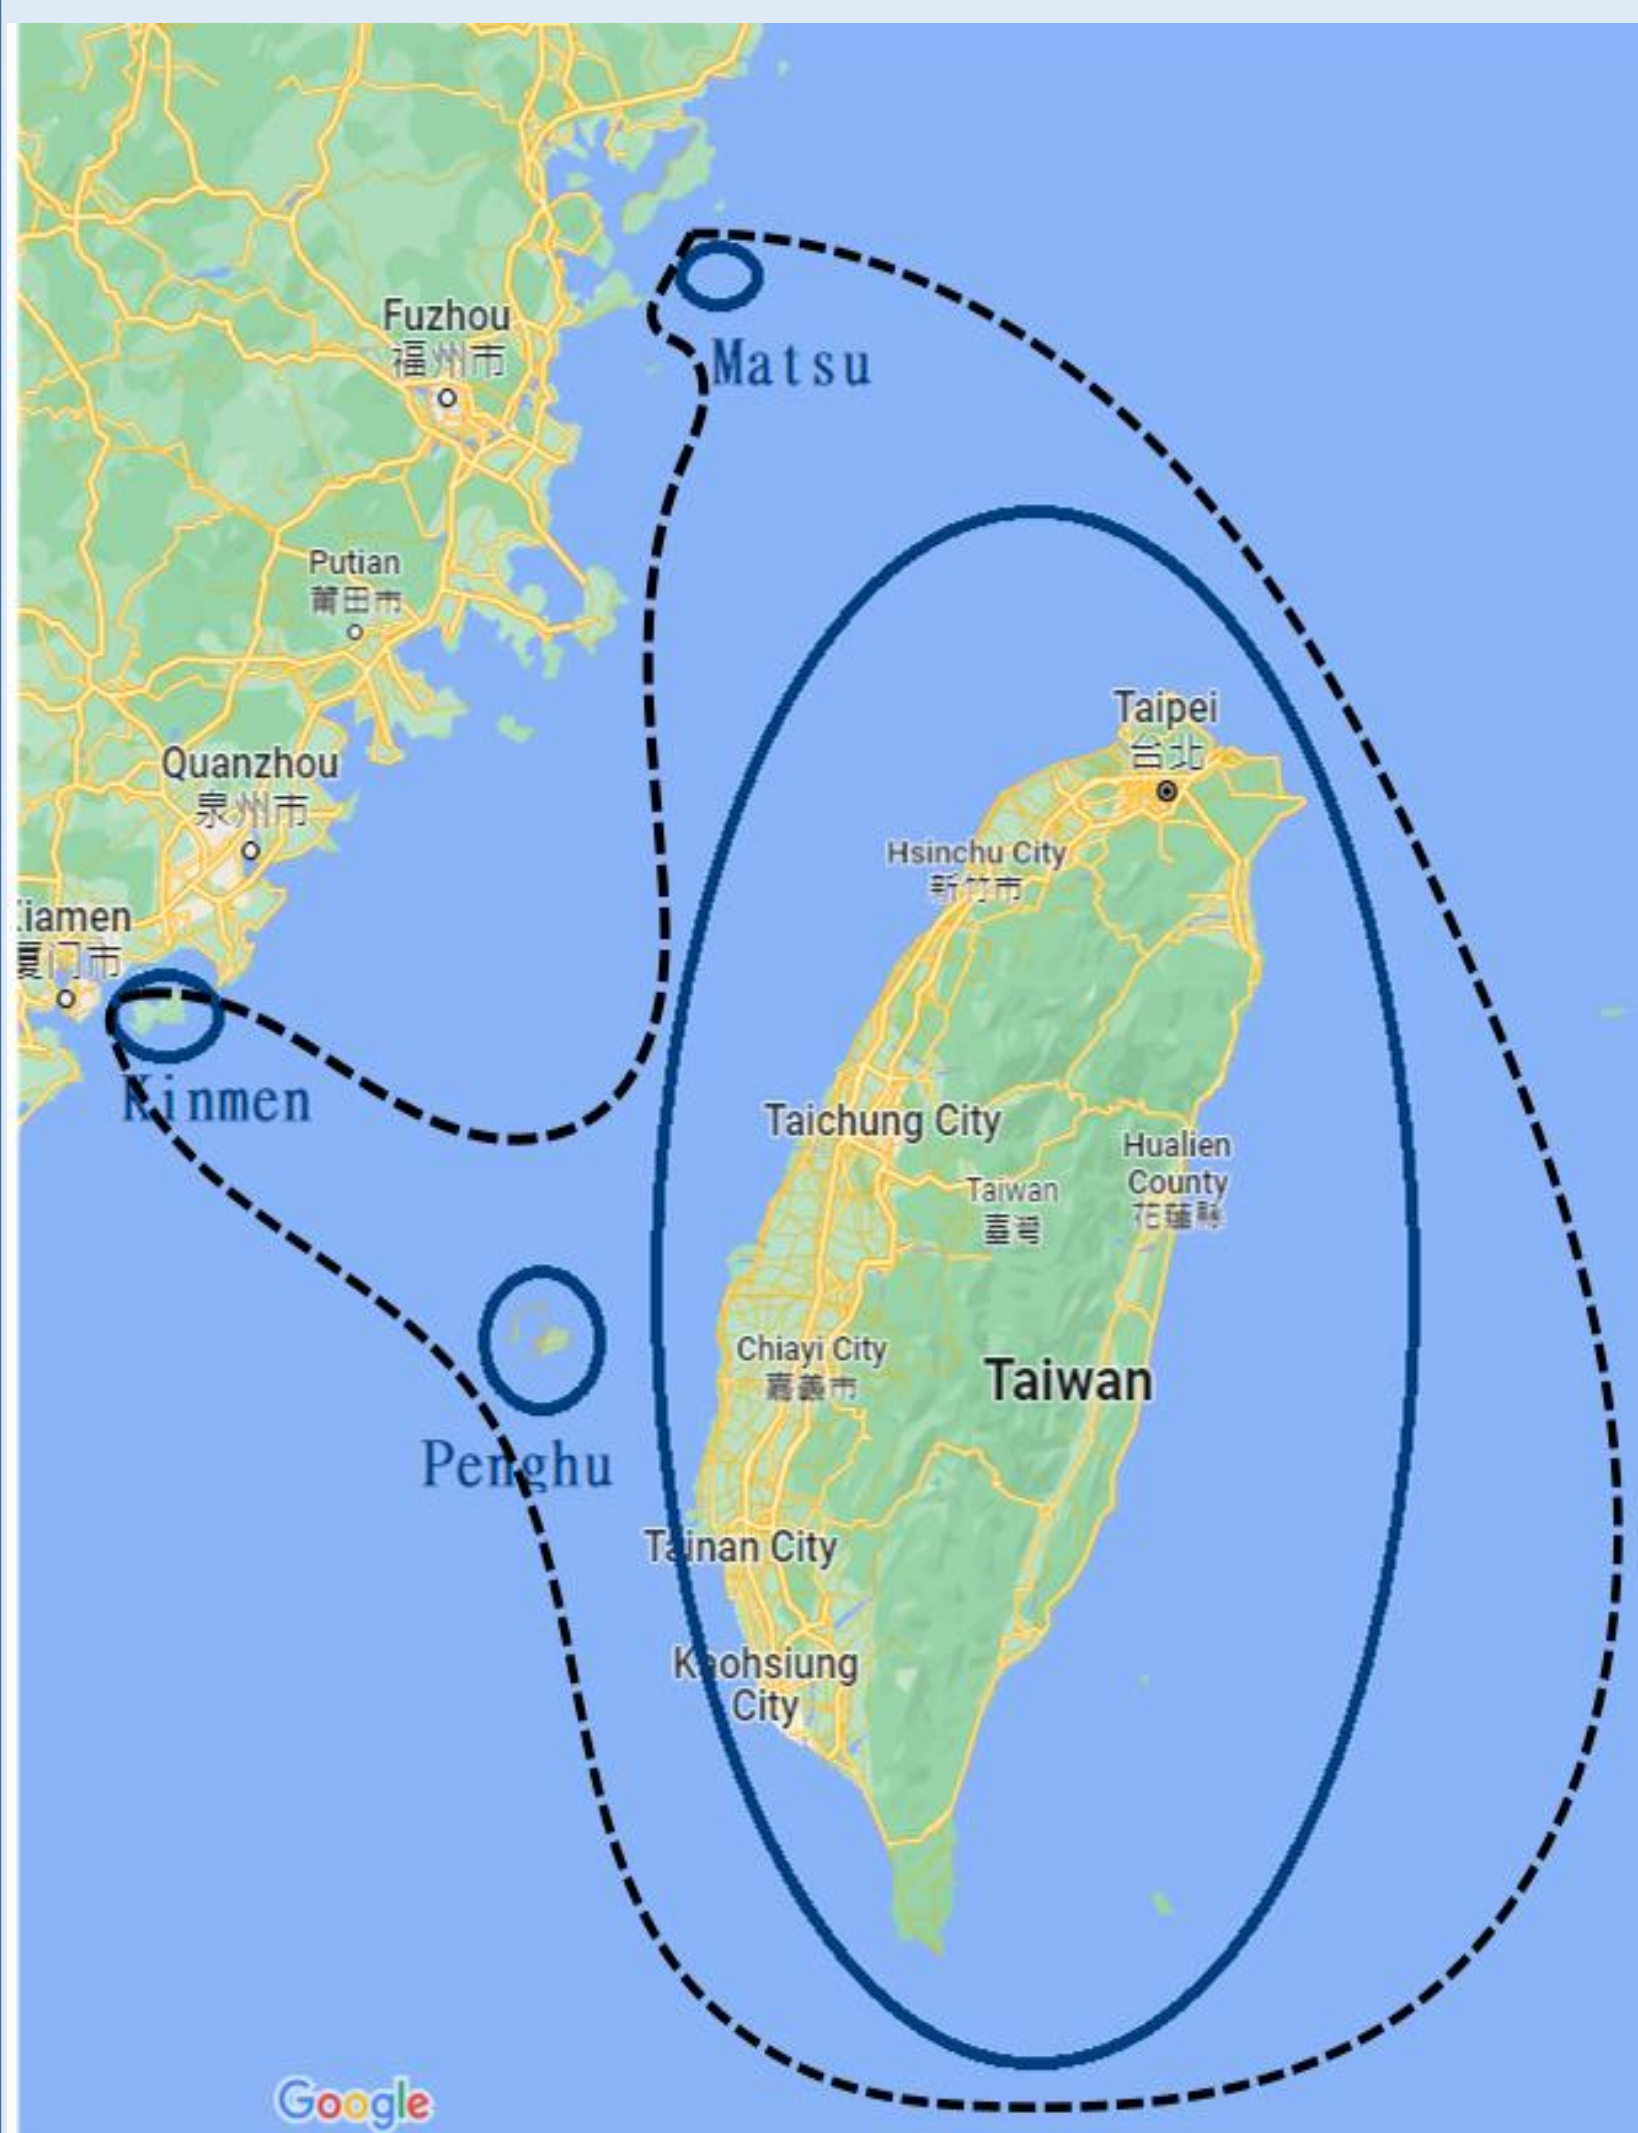 Fuzhou
福州市
Matsu
Putian
莆田市
Taipei
台北
Quanzhou
泉州市
Hsinchu City
新竹市
iamen
厦门市
Kinmen
Taichung City
Hualien
County
花蓮縣
Taiwan
臺灣
Chiayi City
嘉義市
Taiwan
Penghu
Tainan City
Kaohsiung
City
Google